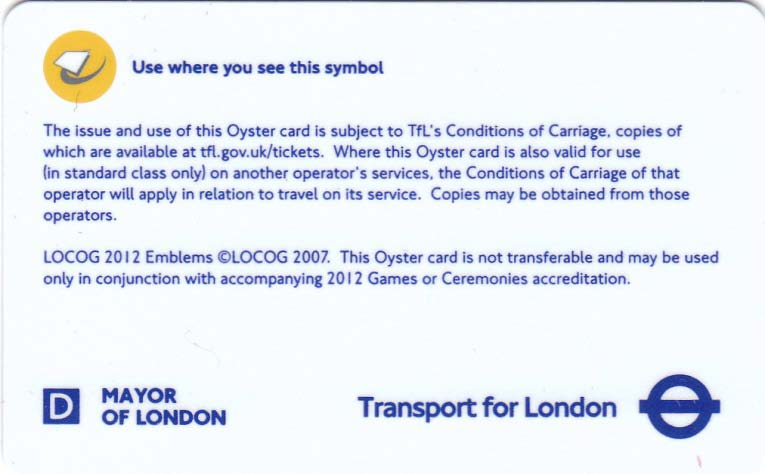 Use where you see this symbol
The issue and use of this Oyster card is subject to TfL's Conditions of Carriage, copies of
which are available at tfl.gov.uk/tickets.  Where this Oyster card is also valid for use
(in standard class only) on another operator's services, the Conditions of Carriage of that
operator will apply in relation to travel on its service.  Copies may be obtained from those
operators.
LOCOG 2012 Emblems ©LOCOG 2007.  This Oyster card is not transferable and may be used
only in conjunction with accompanying 2012 Games or Ceremonies accreditation.
D
MAYOR
OF LONDON
Transport for London